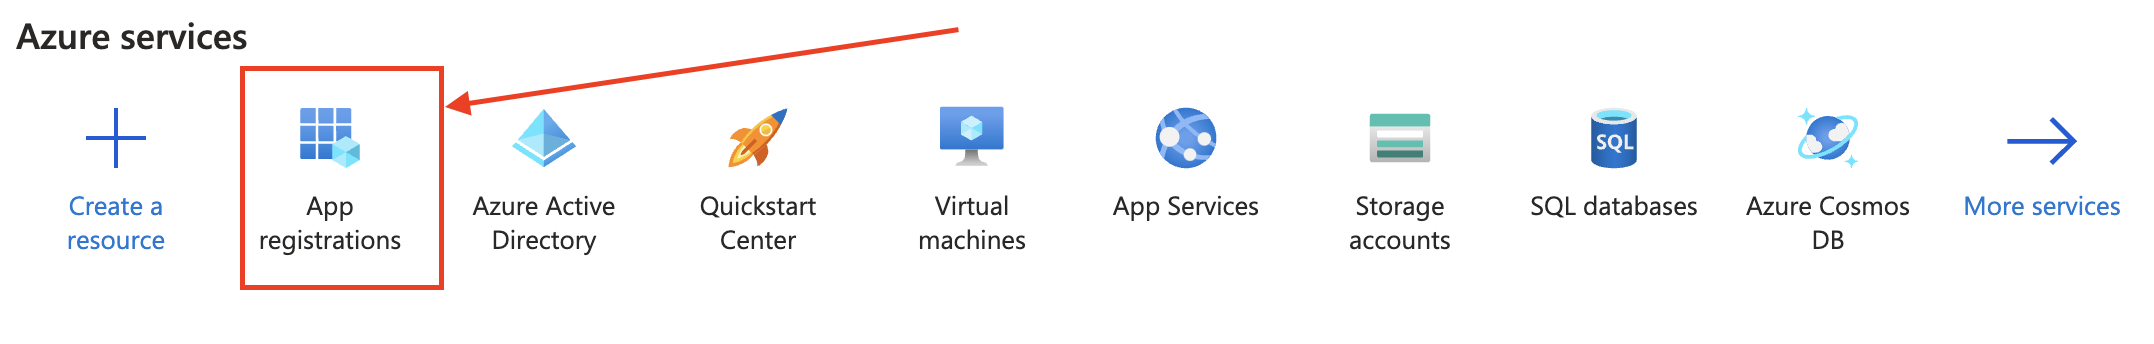 Azure services
Create a
resource
App
registrations
Azure Active
Directory
Quickstart
Center
Virtual
machines
App Services
Storage
accounts
SQL
SQL databases
Azure Cosmos
DB
More services